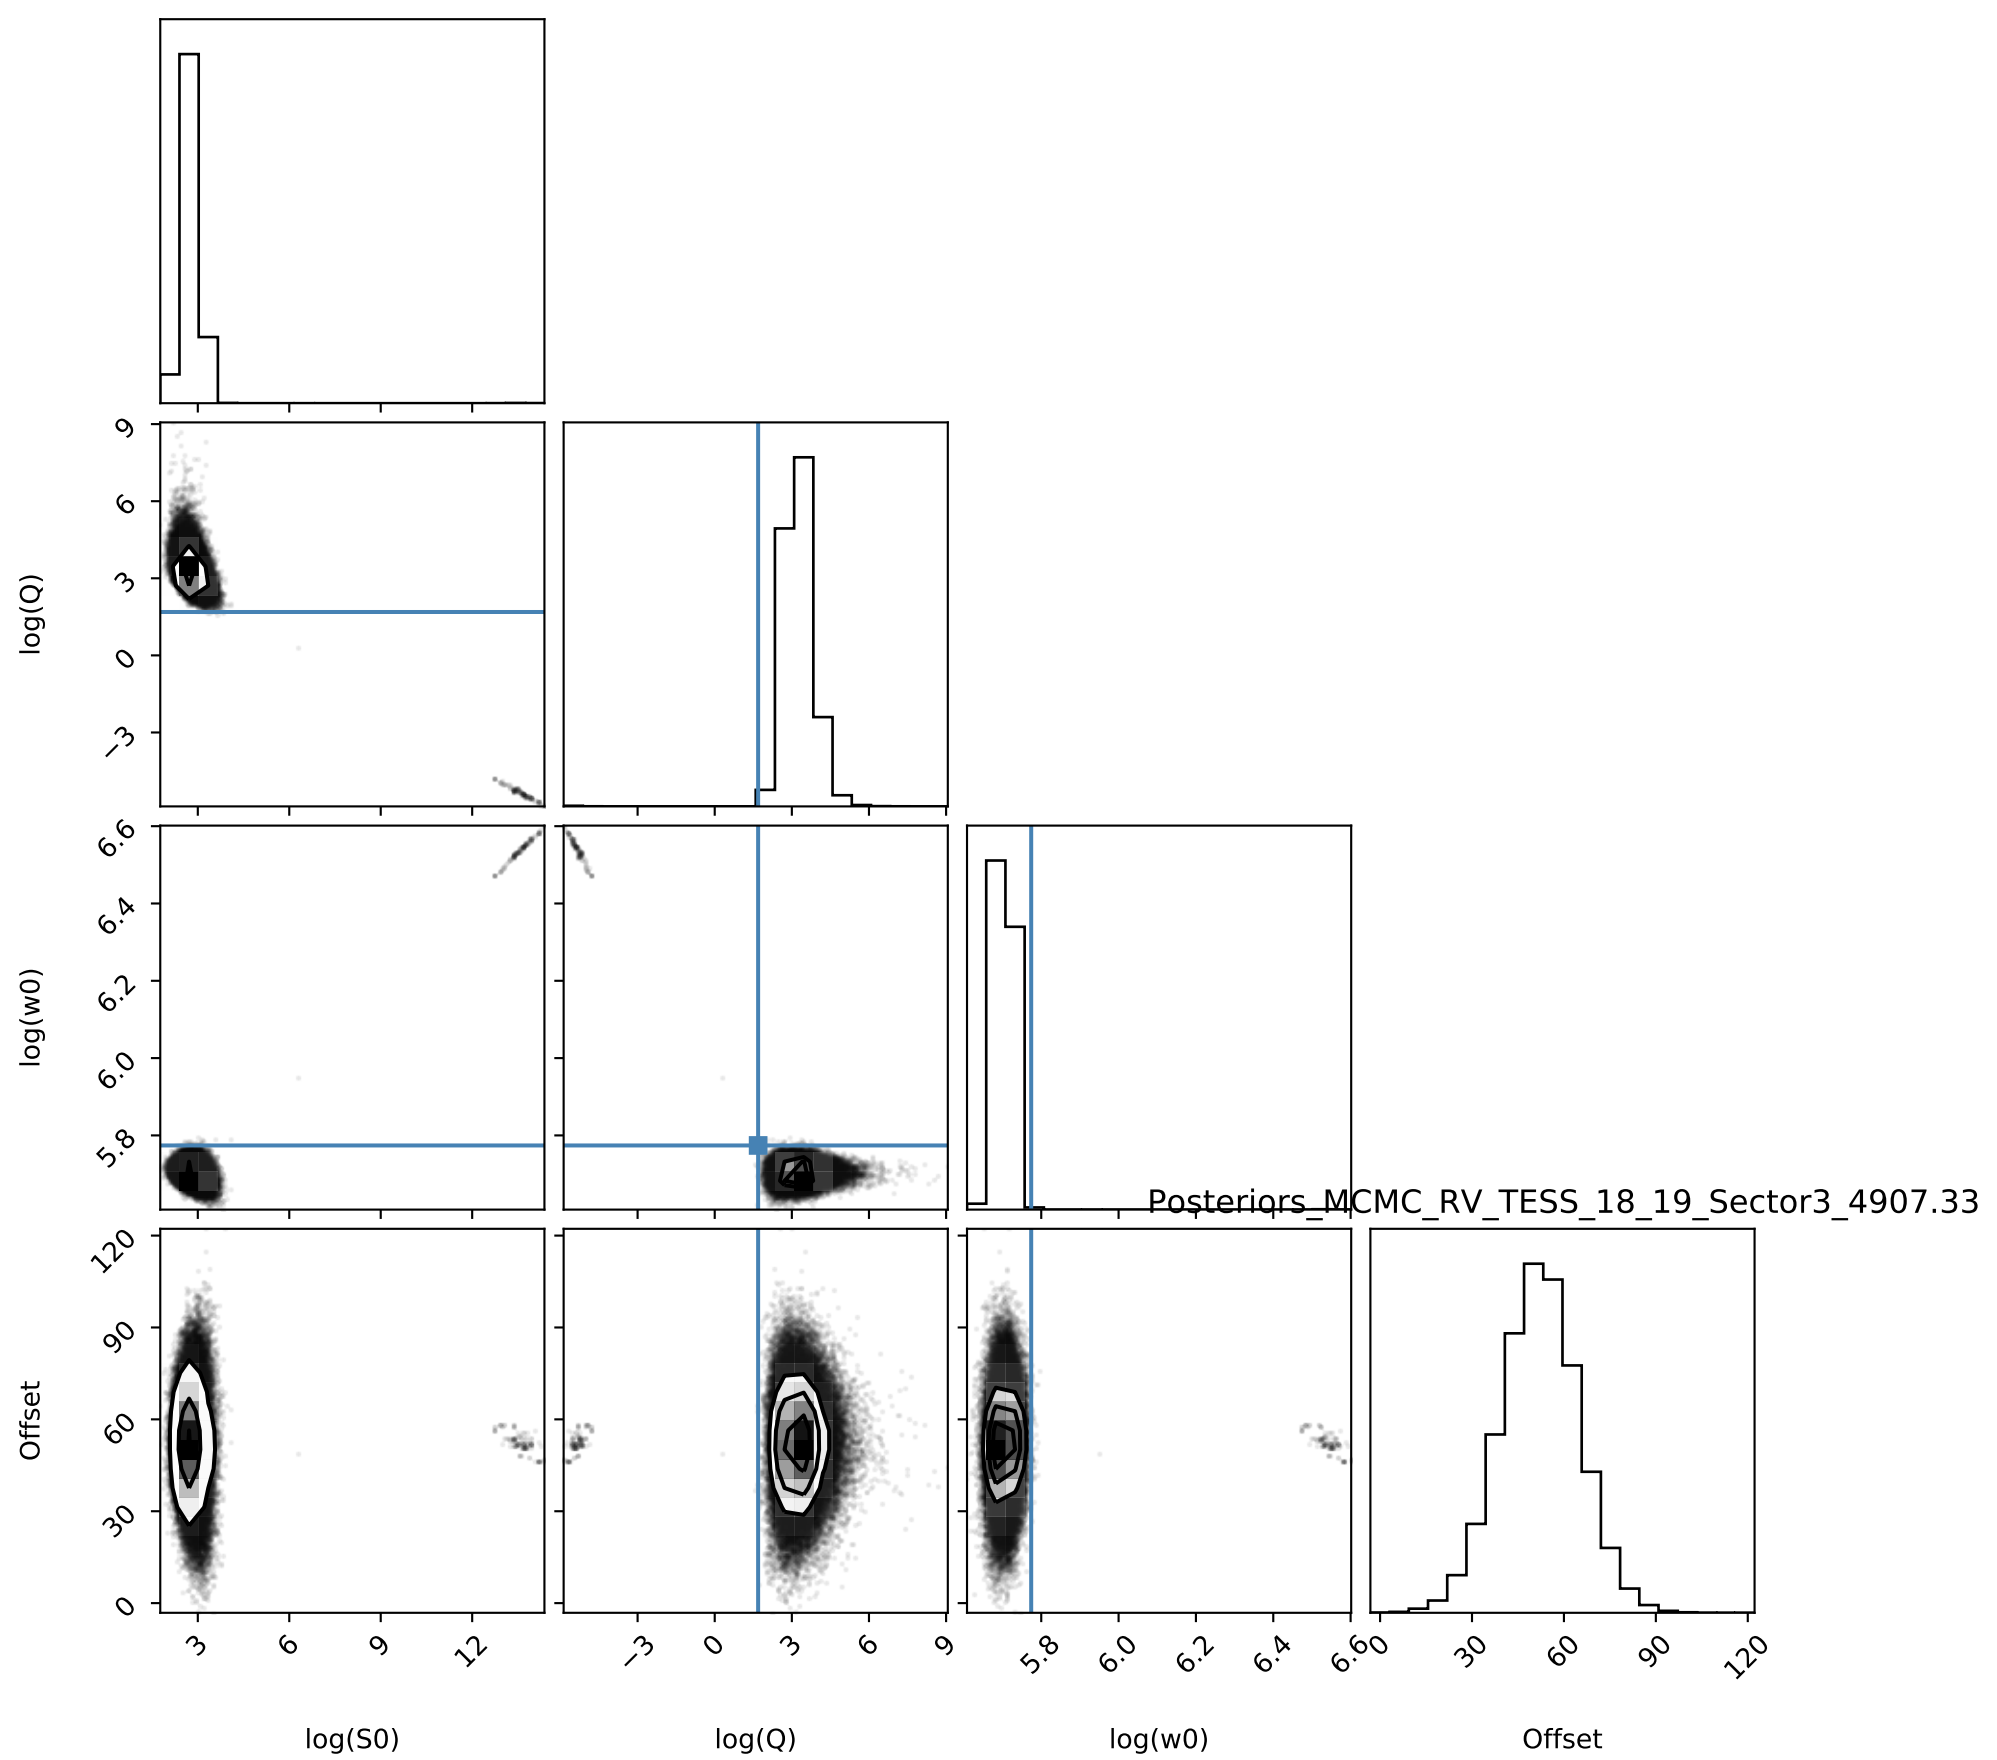 9
6
3
0
−3
log(Q)
6.6
6.4
6.2
6.0
5.8
log(w0)
Posteriors_MCMC_RV_TESS_18_19_Sector3_4907.33
120
90
60
30
0
Offset
3 6 9 12
−3 0 3 6 9
5.8 6.0 6.2 6.4 6.6
0 30 60 90 120
log(S0) log(Q) log(w0) Offset